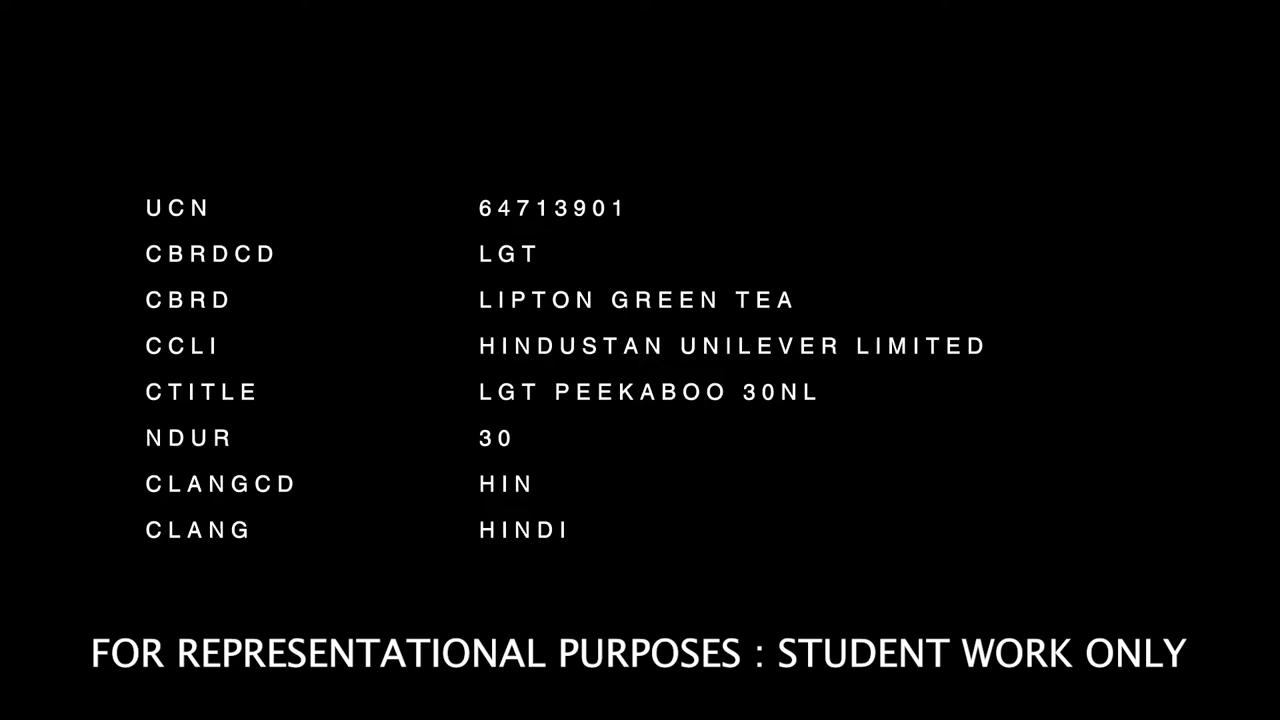 UCN 64713901
CBRDCD LGT
CBRD LIPTON GREEN TEA
CCLI HINDUSTAN UNILEVER LIMITED
CTITLE LGT PEEKABOO 30NL
NDUR 30
CLANGCD HIN
CLANG HINDI
FOR REPRESENTATIONAL PURPOSES : STUDENT WORK ONLY